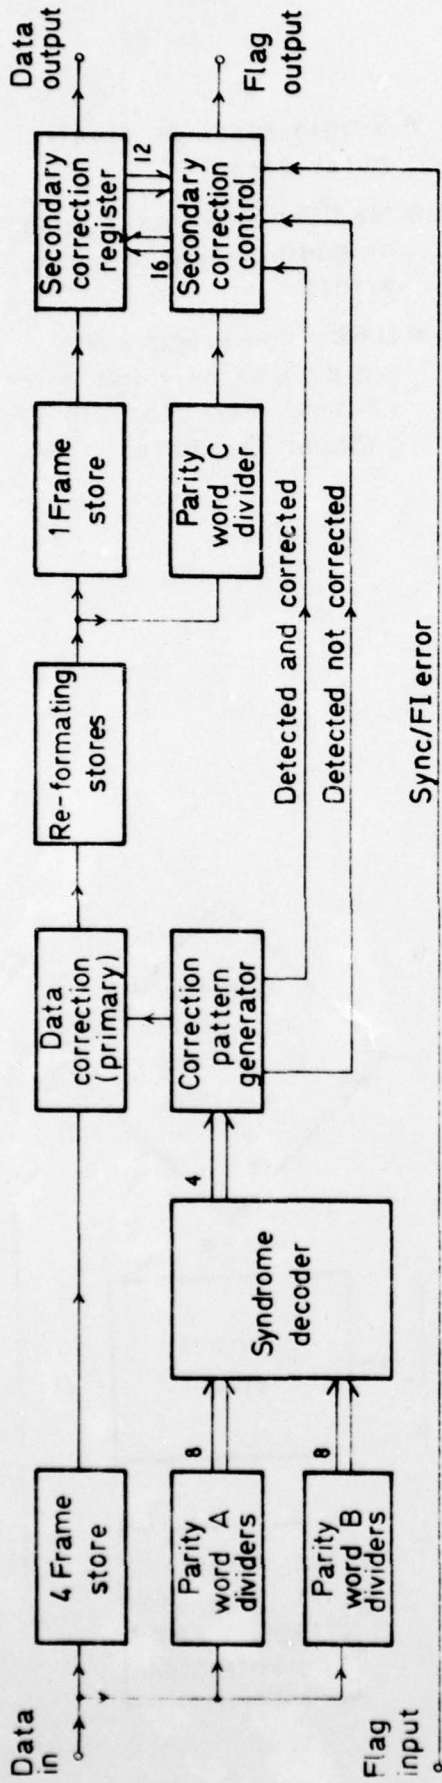 Data
in
4 Frame
store
Data
correction
(primary)
Re-formating
stores
1 Frame
store
Secondary
correction
register
Data
output
Parity
word A
dividers
8
Syndrome
decoder
4
Correction
pattern
generator
Parity
word C
divider
16
12
Secondary
correction
control
Flag
output
Parity
word B
dividers
8
Detected and corrected
Detected not corrected
Flag
input
Sync/FI error